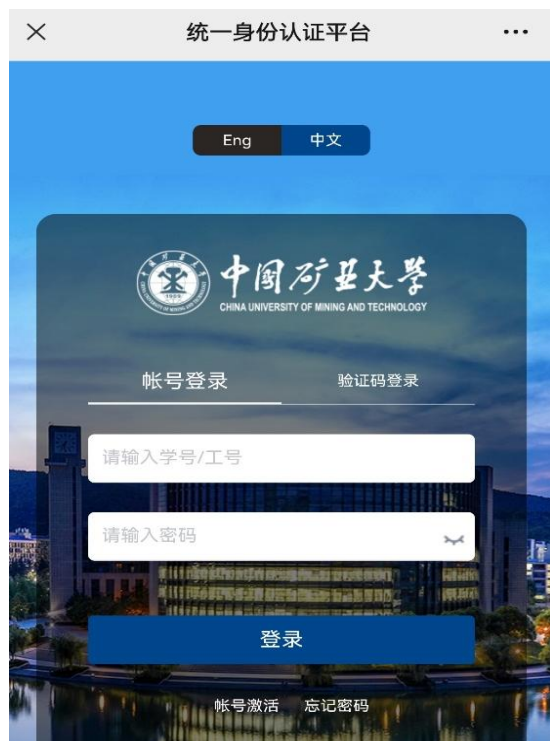 统一身份认证平台
Eng 中文
中国矿业大学
CHINA UNIVERSITY OF MINING AND TECHNOLOGY
帐号登录 验证码登录
请输入学号/工号
请输入密码
登录
帐号激活 忘记密码